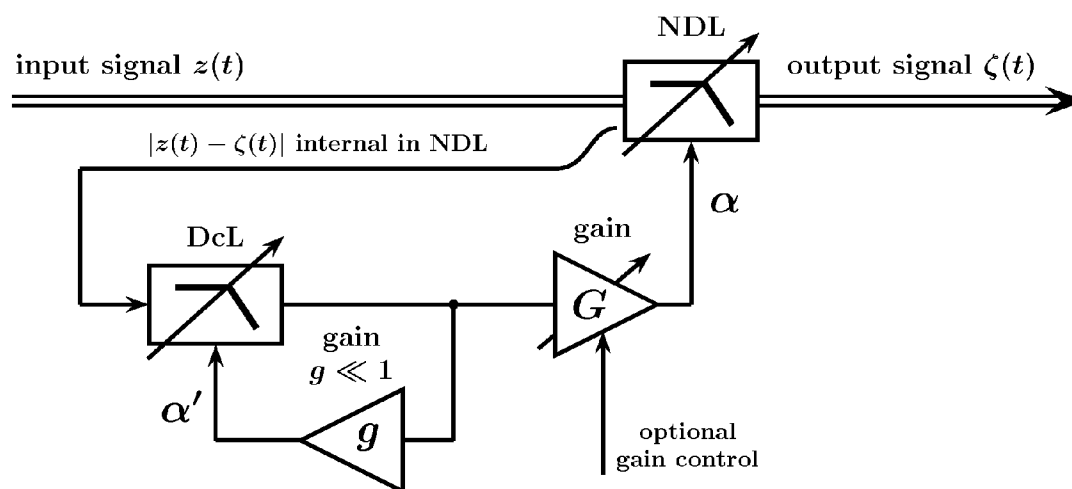 NDL
input signal z(t)
output signal ζ(t)
|z(t) − ζ(t)| internal in NDL
α
DcL
gain
G
gain
g ≪ 1
α′
g
optional
gain control